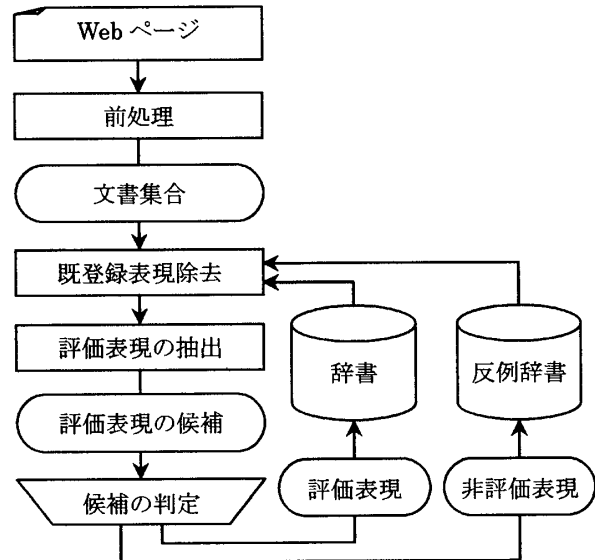 Web ページ
前処理
文書集合
既登録表現除去
評価表現の抽出
辞書
反例辞書
評価表現の候補
候補の判定
評価表現
非評価表現